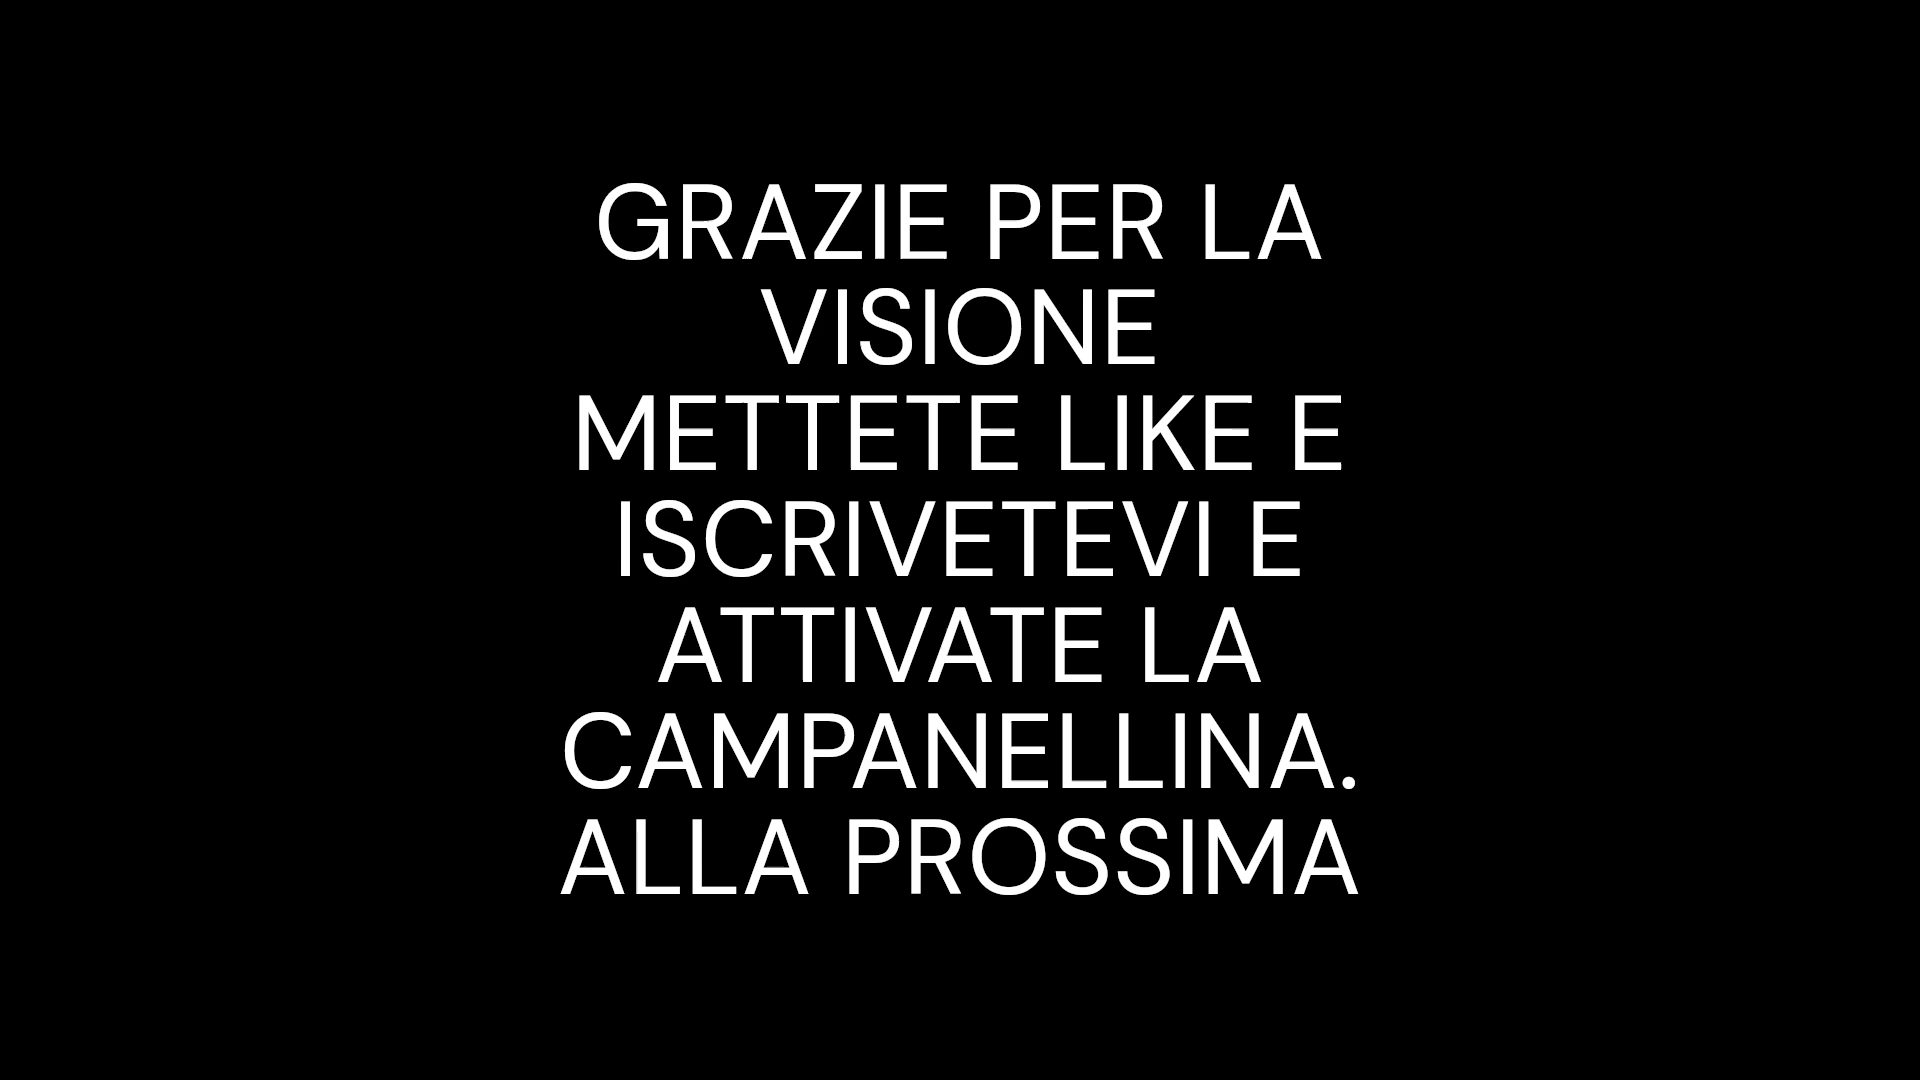 GRAZIE PER LA
VISIONE
METTETE LIKE E
ISCRIVETEVI E
ATTIVATE LA
CAMPANELLINA.
ALLA PROSSIMA